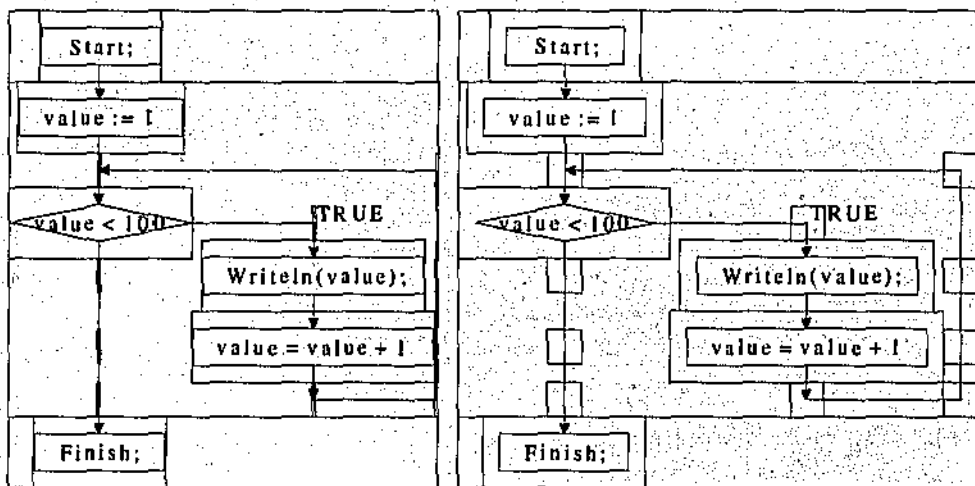 Start;
value := 1
value < 100
TRUE
Writeln(value);
value = value + 1
Finish;
Start;
value := 1
value < 100
TRUE
Writeln(value);
value = value + 1
Finish;